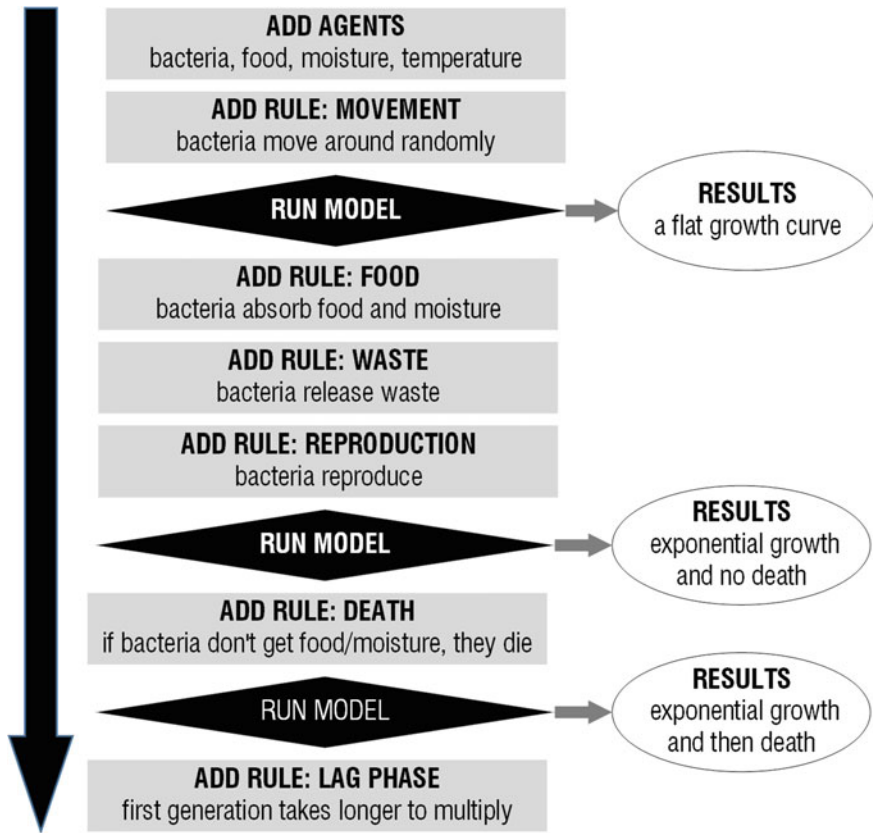 ADD AGENTS
bacteria, food, moisture, temperature
ADD RULE: MOVEMENT
bacteria move around randomly
RUN MODEL
RESULTS
a flat growth curve
ADD RULE: FOOD
bacteria absorb food and moisture
ADD RULE: WASTE
bacteria release waste
ADD RULE: REPRODUCTION
bacteria reproduce
RUN MODEL
RESULTS
exponential growth
and no death
ADD RULE: DEATH
if bacteria don't get food/moisture, they die
RUN MODEL
RESULTS
exponential growth
and then death
ADD RULE: LAG PHASE
first generation takes longer to multiply